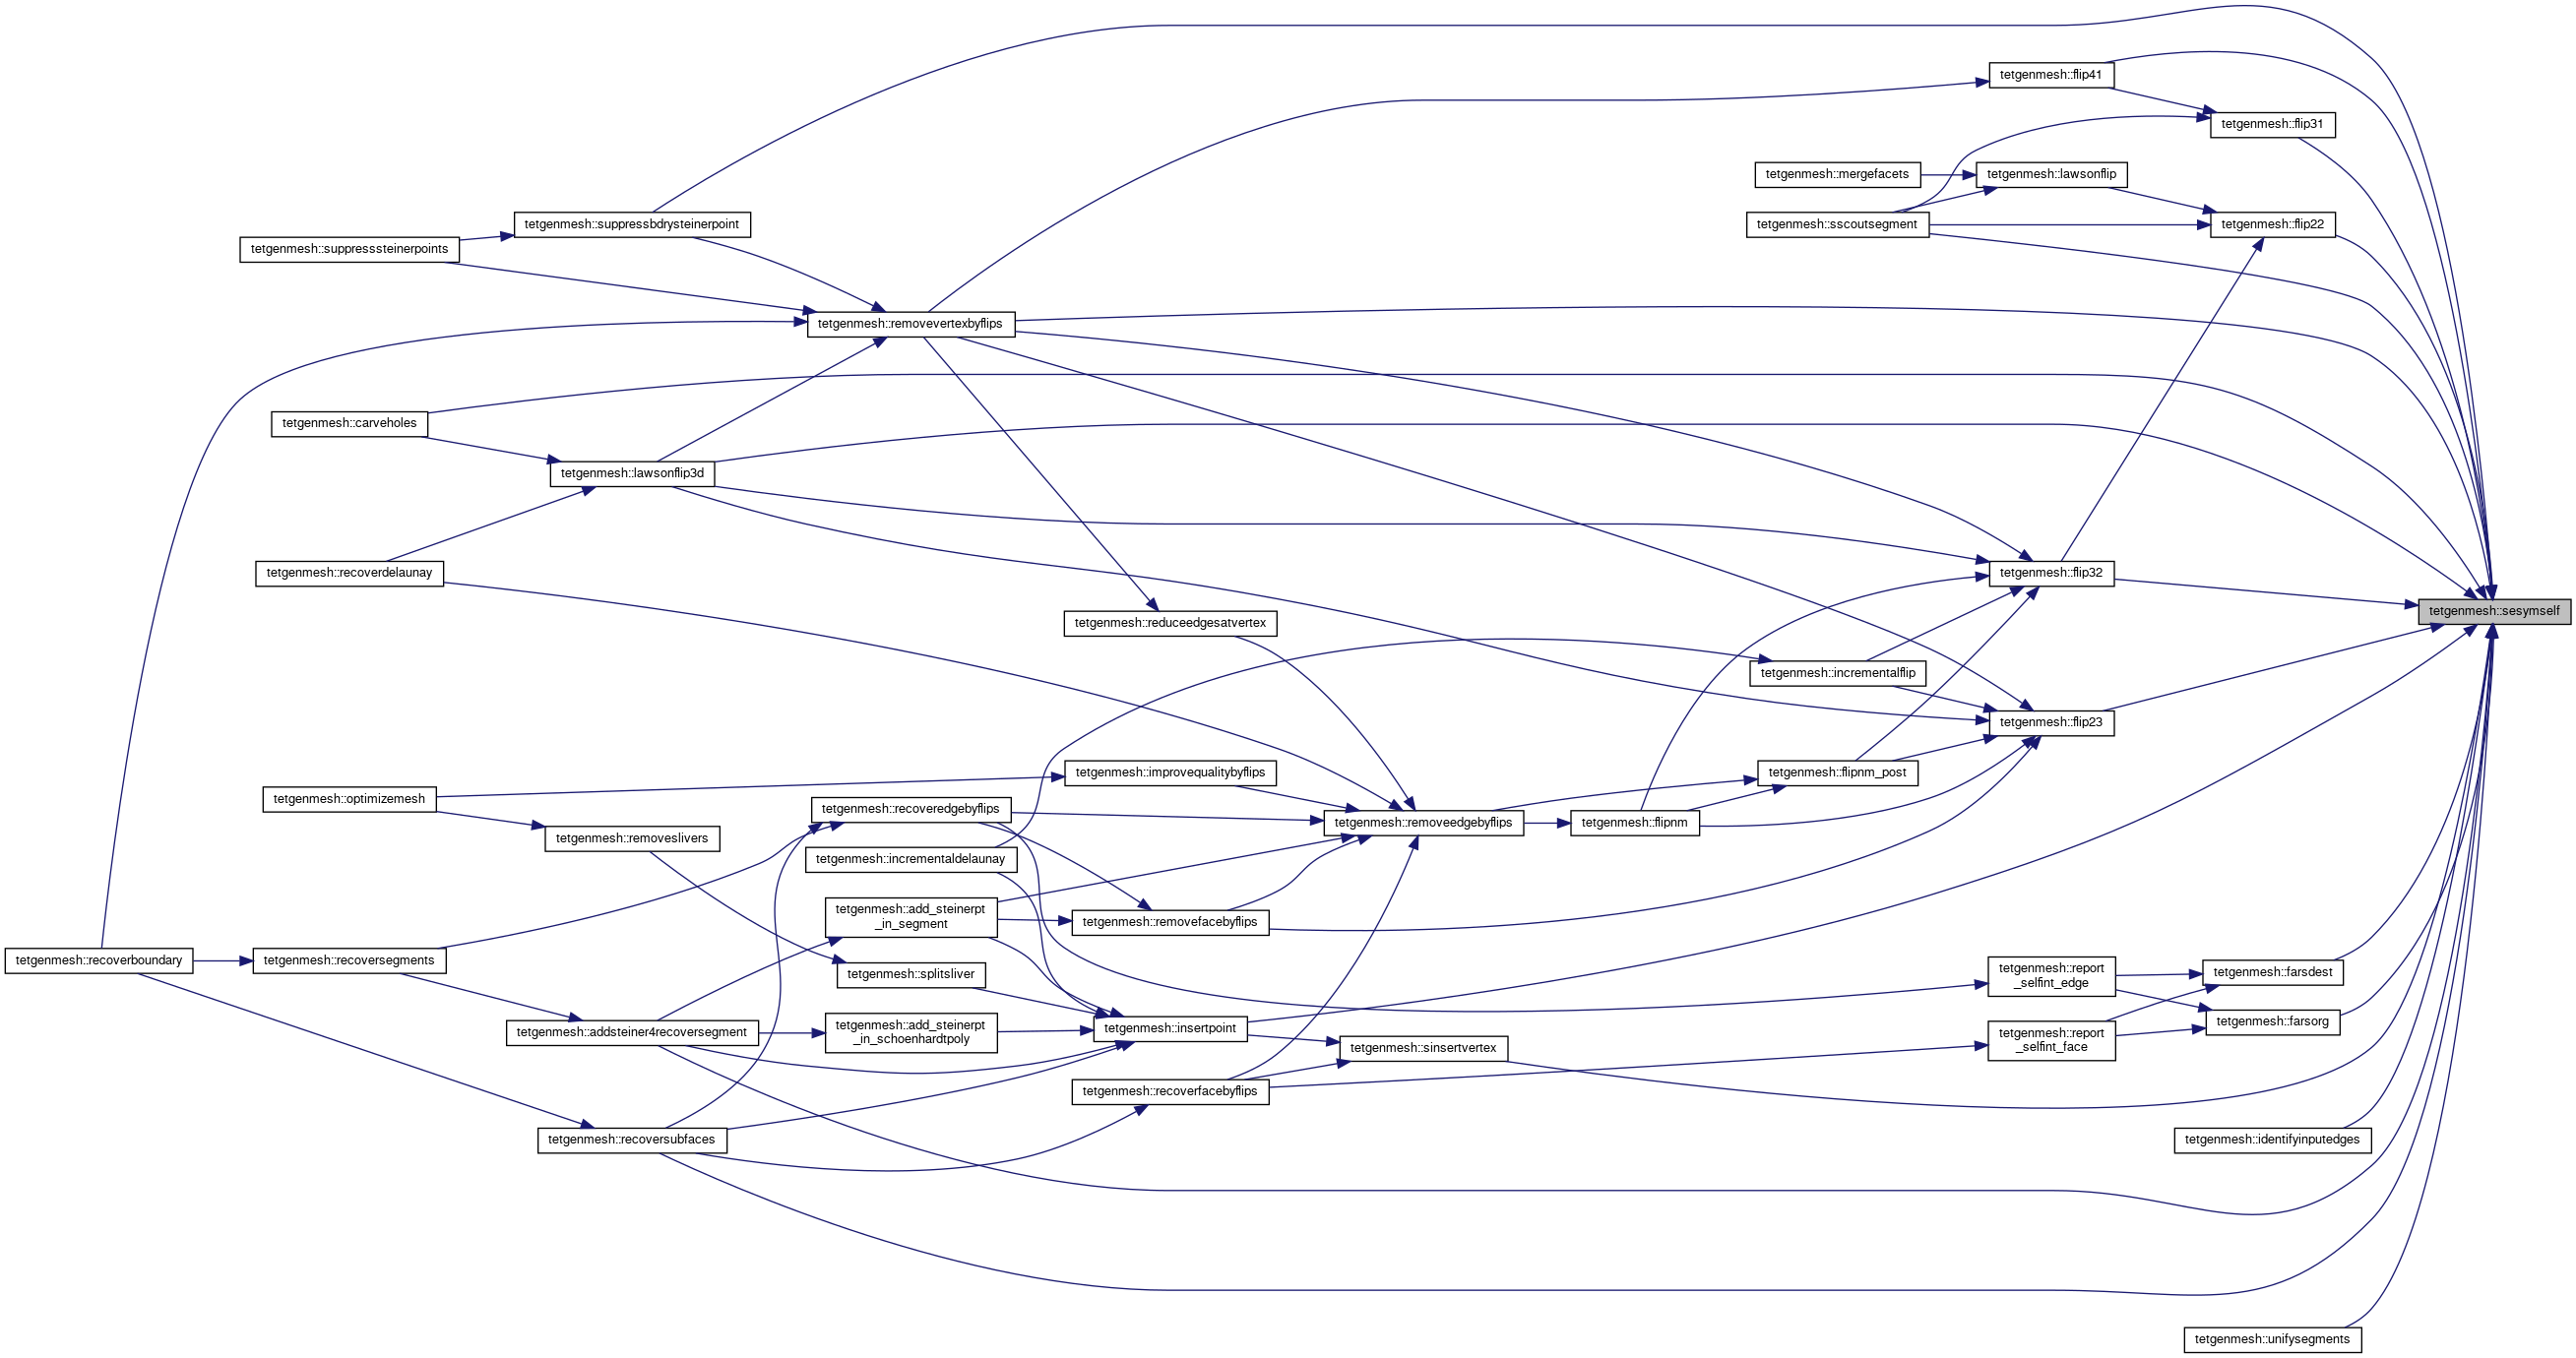 tetgenmesh::flip41
tetgenmesh::flip31
tetgenmesh::mergefacets
tetgenmesh::lawsonflip
tetgenmesh::suppressbdrysteinerpoint
tetgenmesh::sscoutsegment
tetgenmesh::flip22
tetgenmesh::suppresssteinerpoints
tetgenmesh::removevertexbyflips
tetgenmesh::carveholes
tetgenmesh::lawsonflip3d
tetgenmesh::recoverdelaunay
tetgenmesh::flip32
tetgenmesh::sesymself
tetgenmesh::reduceedgesatvertex
tetgenmesh::incrementalflip
tetgenmesh::flip23
tetgenmesh::improvequalitybyflips
tetgenmesh::flipnm_post
tetgenmesh::optimizemesh
tetgenmesh::recoveredgebyflips
tetgenmesh::removeedgebyflips
tetgenmesh::flipnm
tetgenmesh::removeslivers
tetgenmesh::incrementaldelaunay
tetgenmesh::add_steinerpt
_in_segment
tetgenmesh::removefacebyflips
tetgenmesh::recoverboundary
tetgenmesh::recoversegments
tetgenmesh::splitsliver
tetgenmesh::report
_selfint_edge
tetgenmesh::farsdest
tetgenmesh::addsteiner4recoversegment
tetgenmesh::add_steinerpt
_in_schoenhardtpoly
tetgenmesh::insertpoint
tetgenmesh::sinsertvertex
tetgenmesh::report
_selfint_face
tetgenmesh::farsorg
tetgenmesh::recoverfacebyflips
tetgenmesh::recoversubfaces
tetgenmesh::identifyinputedges
tetgenmesh::unifysegments